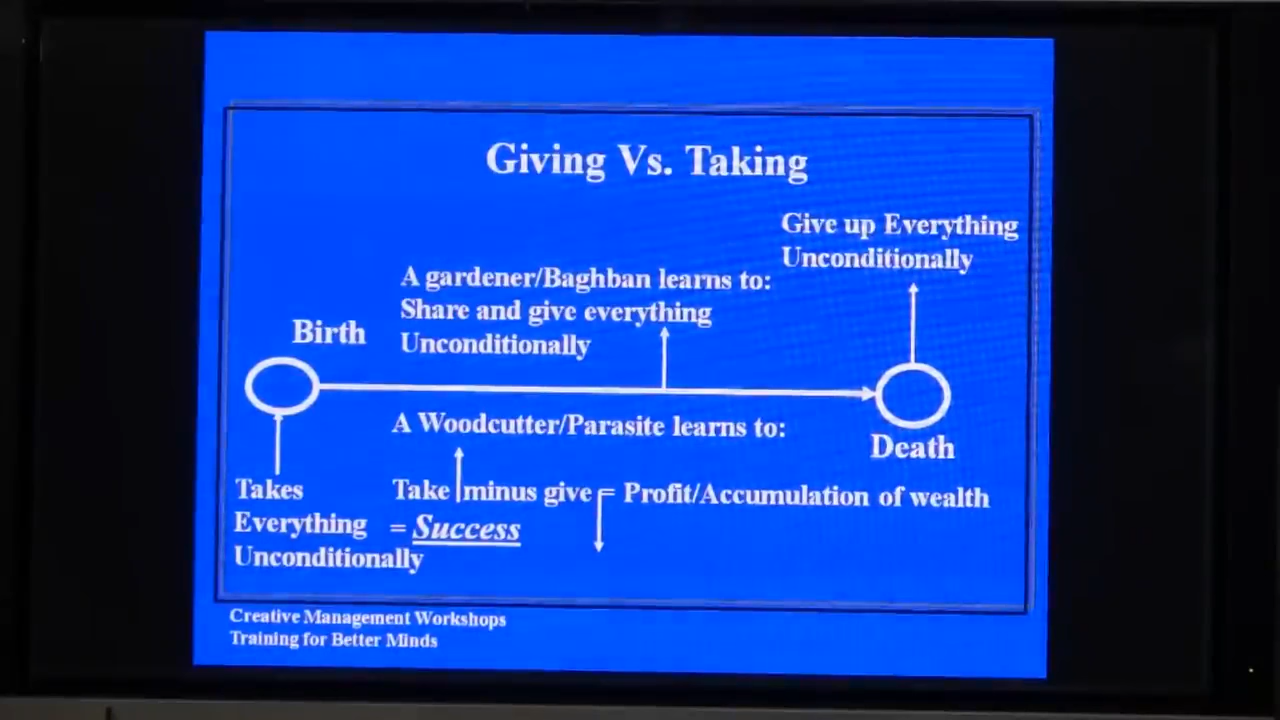 Giving Vs. Taking
Give up Everything
Unconditionally
A gardener/Baghban learns to:
Share and give everything
Unconditionally
Birth
A Woodcutter/Parasite learns to:
Death
Takes
Everything
Unconditionally
Take minus give = Profit/Accumulation of wealth
= Success
Creative Management Workshops
Training for Better Minds